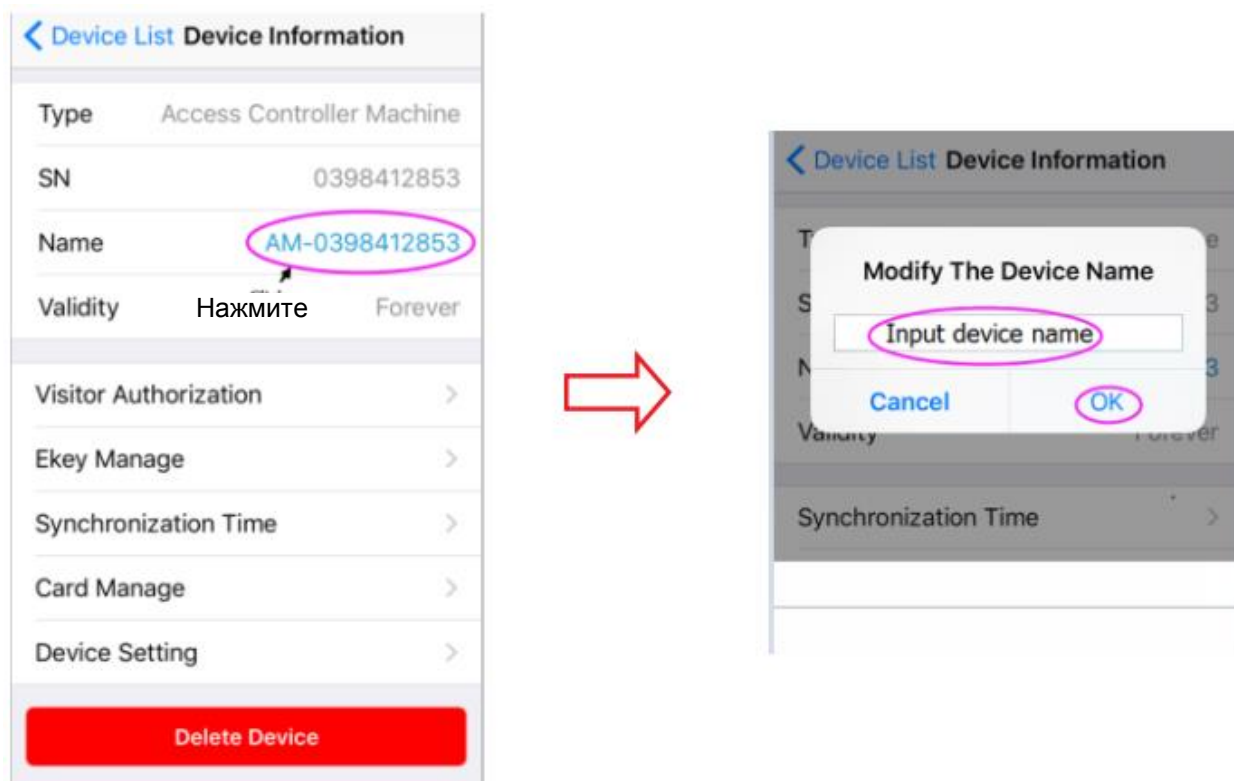 Device List Device Information
Type Access Controller Machine
SN 0398412853
Name AM-0398412853
Нажмите
Validity Forever
Visitor Authorization
Ekey Manage
Synchronization Time
Card Manage
Device Setting
Delete Device
Device List Device Information
Modify The Device Name
Input device name
Cancel OK
Validity Forever
Synchronization Time